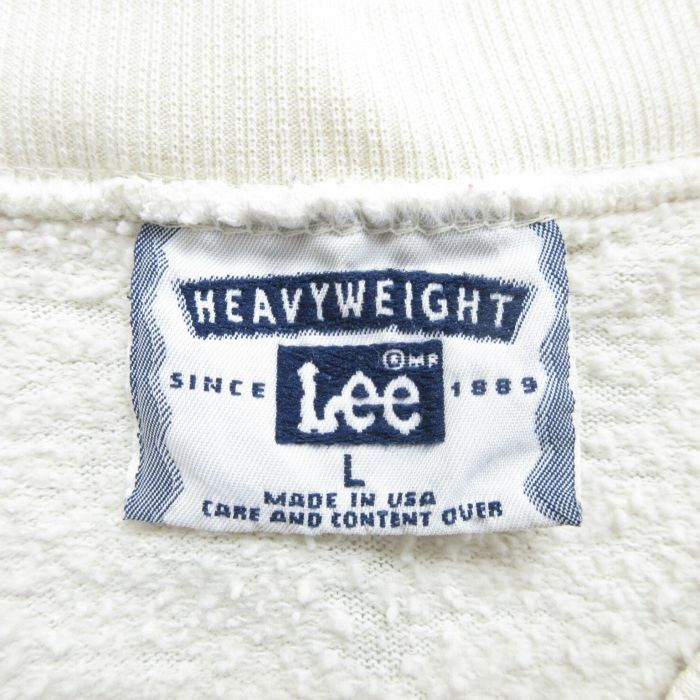 HEAVYWEIGHT
® MR
SINCE Lee 1889
L
MADE IN USA
CARE AND CONTENT OVER